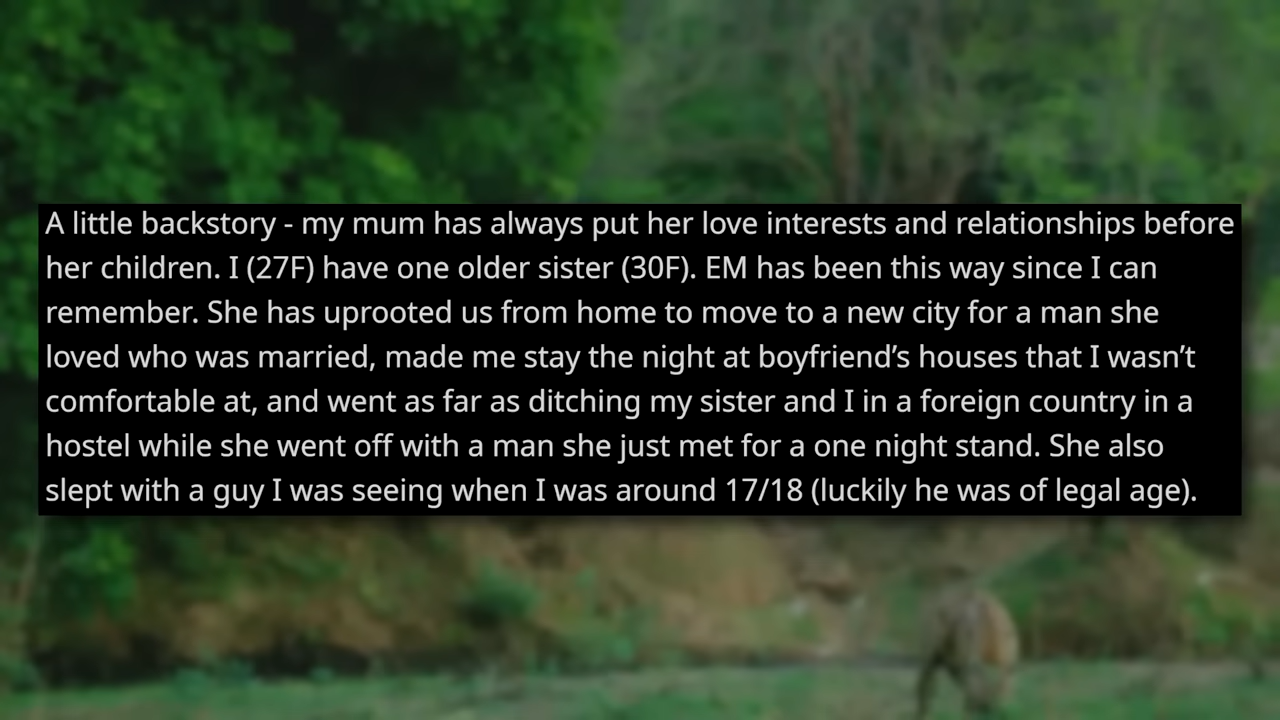 A little backstory - my mum has always put her love interests and relationships before
her children. I (27F) have one older sister (30F). EM has been this way since I can
remember. She has uprooted us from home to move to a new city for a man she
loved who was married, made me stay the night at boyfriend’s houses that I wasn’t
comfortable at, and went as far as ditching my sister and I in a foreign country in a
hostel while she went off with a man she just met for a one night stand. She also
slept with a guy I was seeing when I was around 17/18 (luckily he was of legal age).